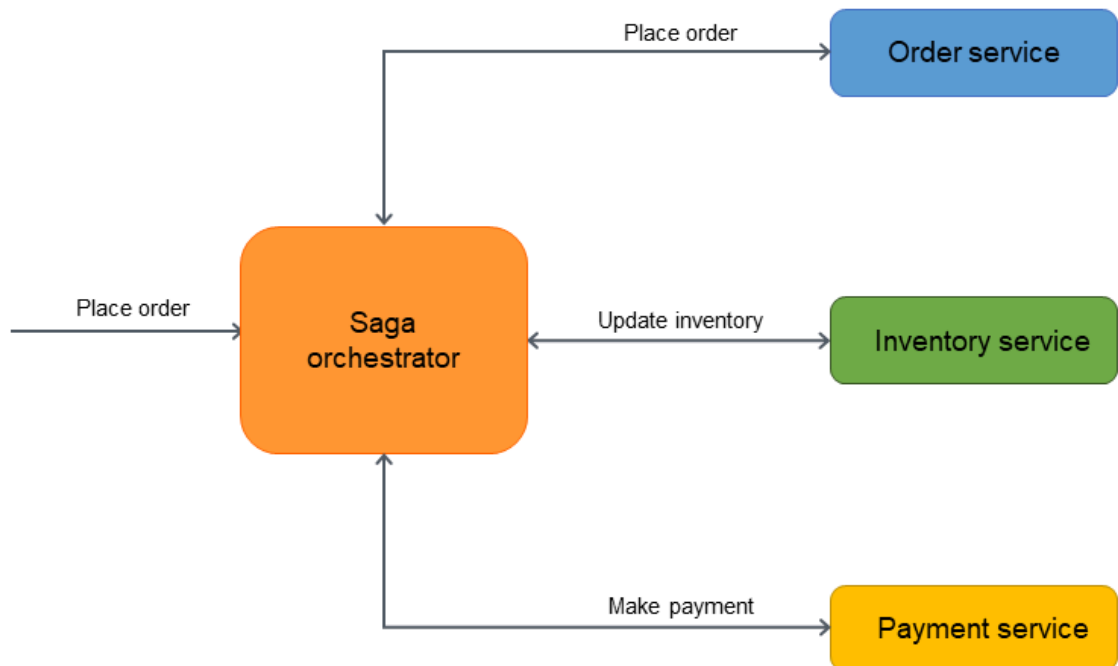 Place order
Order service
Place order
Saga
orchestrator
Update inventory
Inventory service
Make payment
Payment service